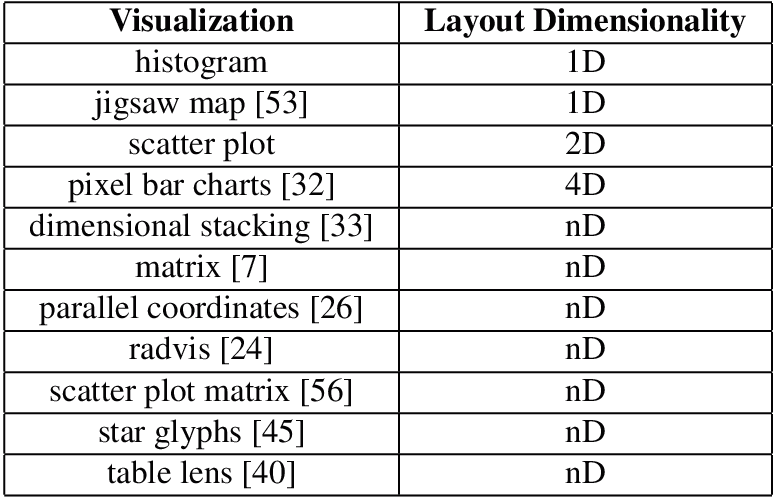 Visualization Layout Dimensionality
histogram 1D
jigsaw map [53] 1D
scatter plot 2D
pixel bar charts [32] 4D
dimensional stacking [33] nD
matrix [7] nD
parallel coordinates [26] nD
radvis [24] nD
scatter plot matrix [56] nD
star glyphs [45] nD
table lens [40] nD